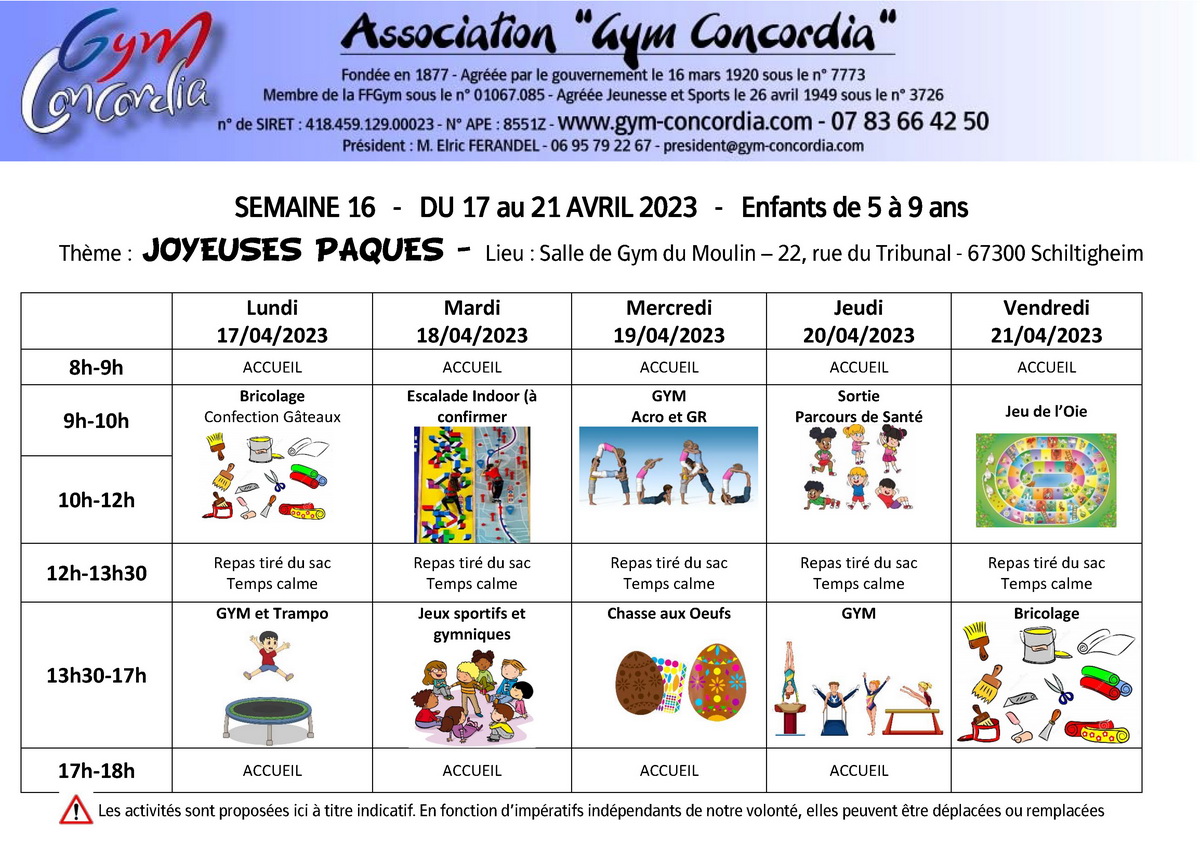 Gym Concordia
Association "Gym Concordia"
Fondée en 1877 - Agréée par le gouvernement le 16 mars 1920 sous le n° 7773
Membre de la FFGym sous le n° 01067.085 - Agréée Jeunesse et Sports le 26 avril 1949 sous le n° 3726
n° de SIRET : 418.459.129.00023 - N° APE : 8551Z - www.gym-concordia.com - 07 83 66 42 50
Président : M. Elric FERANDEL - 06 95 79 22 67 - president@gym-concordia.com
SEMAINE 16 - DU 17 au 21 AVRIL 2023 - Enfants de 5 à 9 ans
Thème : JOYEUSES PAQUES - Lieu : Salle de Gym du Moulin – 22, rue du Tribunal - 67300 Schiltigheim
Lundi Mardi Mercredi Jeudi Vendredi
17/04/2023 18/04/2023 19/04/2023 20/04/2023 21/04/2023
8h-9h ACCUEIL ACCUEIL ACCUEIL ACCUEIL ACCUEIL
9h-10h
Bricolage
Confection Gâteaux
Escalade Indoor (à
confirmer
GYM
Acro et GR
Sortie
Parcours de Santé
Jeu de l'Oie
10h-12h
12h-13h30
Repas tiré du sac Repas tiré du sac Repas tiré du sac Repas tiré du sac Repas tiré du sac
Temps calme Temps calme Temps calme Temps calme Temps calme
13h30-17h
GYM et Trampo
Jeux sportifs et
gymniques
Chasse aux Oeufs
GYM
Bricolage
17h-18h ACCUEIL ACCUEIL ACCUEIL ACCUEIL
Les activités sont proposées ici à titre indicatif. En fonction d'impératifs indépendants de notre volonté, elles peuvent être déplacées ou remplacées